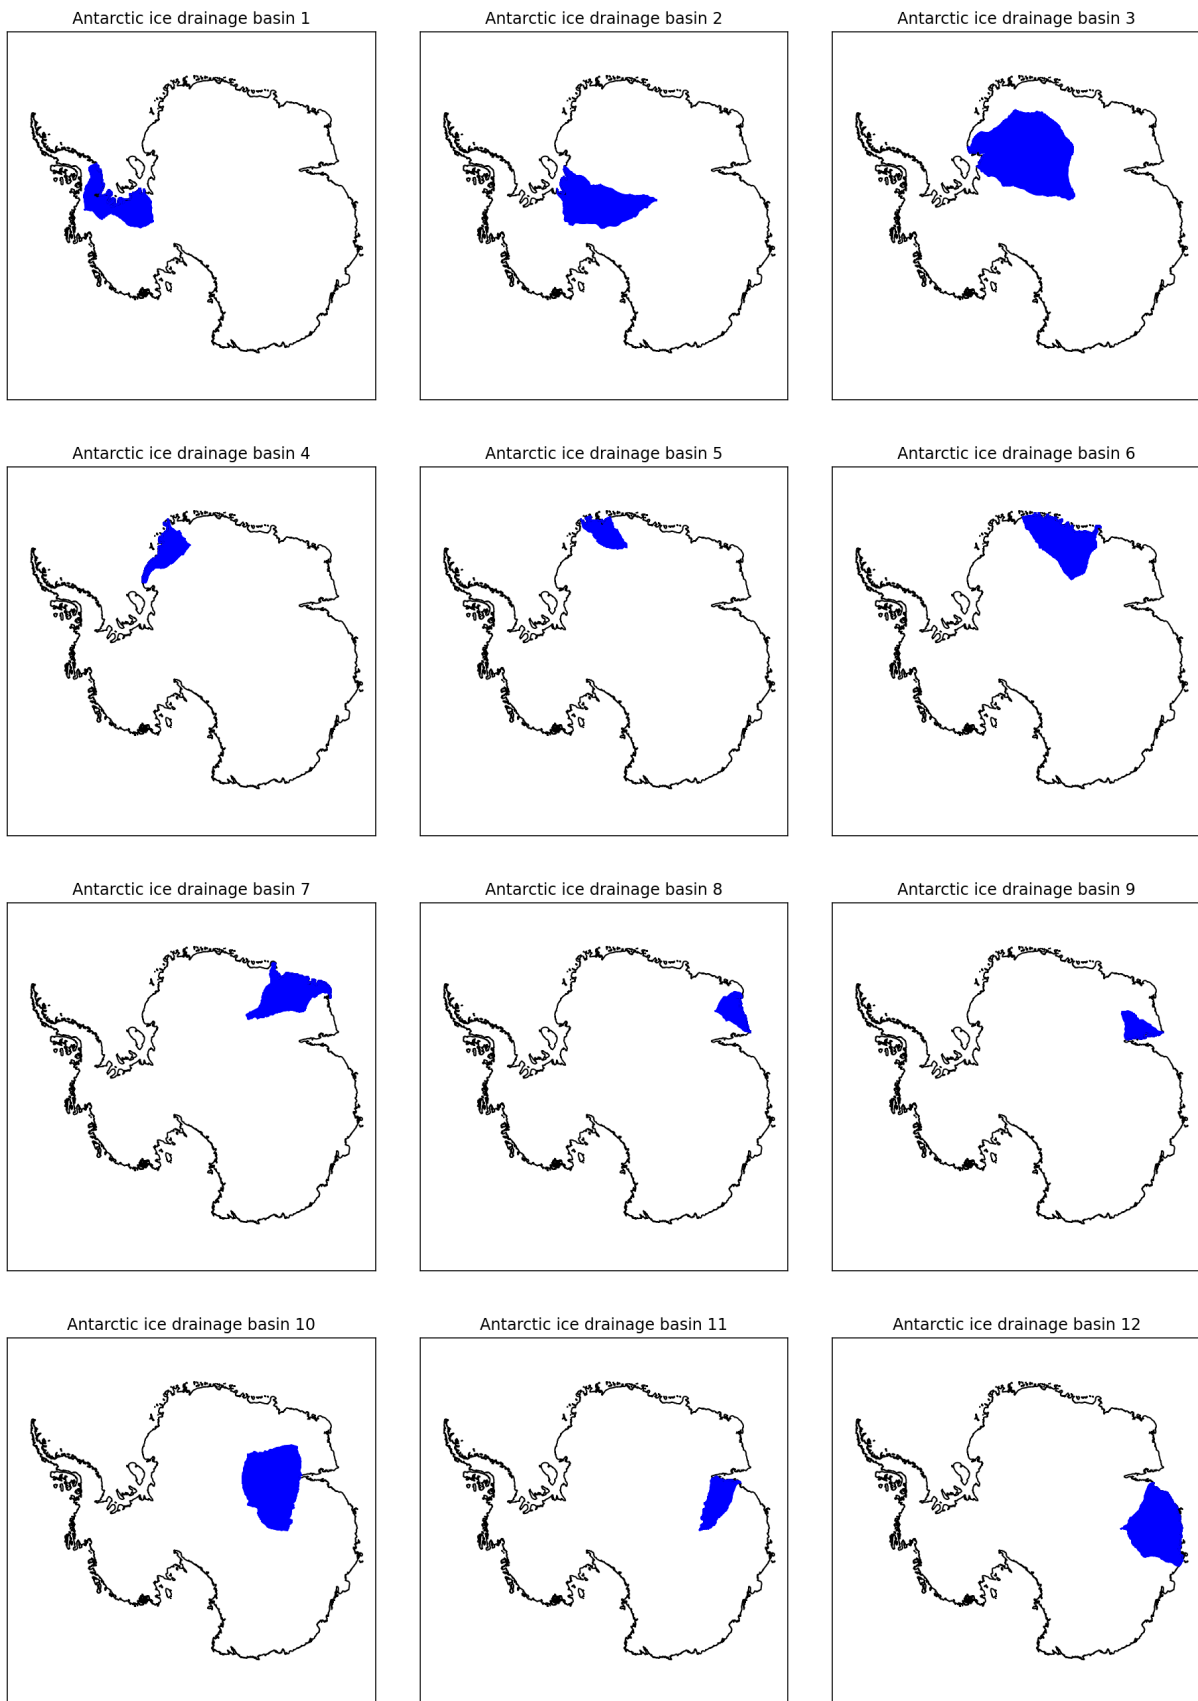 Antarctic ice drainage basin 1
Antarctic ice drainage basin 2
Antarctic ice drainage basin 3
Antarctic ice drainage basin 4
Antarctic ice drainage basin 5
Antarctic ice drainage basin 6
Antarctic ice drainage basin 7
Antarctic ice drainage basin 8
Antarctic ice drainage basin 9
Antarctic ice drainage basin 10
Antarctic ice drainage basin 11
Antarctic ice drainage basin 12